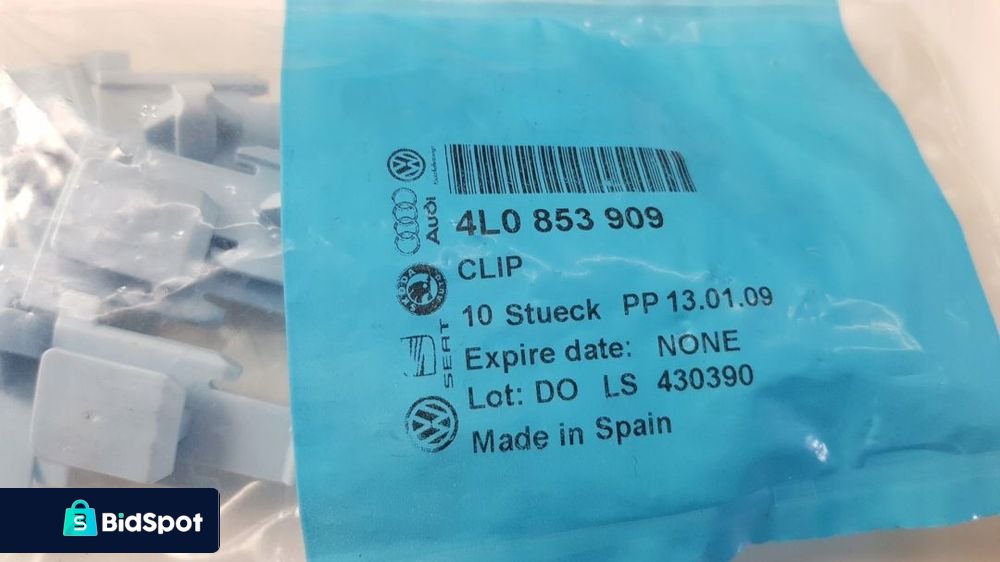 4L0 853 909
Audi
CLIP
SKODA
10 Stueck PP 13.01.09
SEAT
Expire date: NONE
Lot: DO LS 430390
Made in Spain
BidSpot